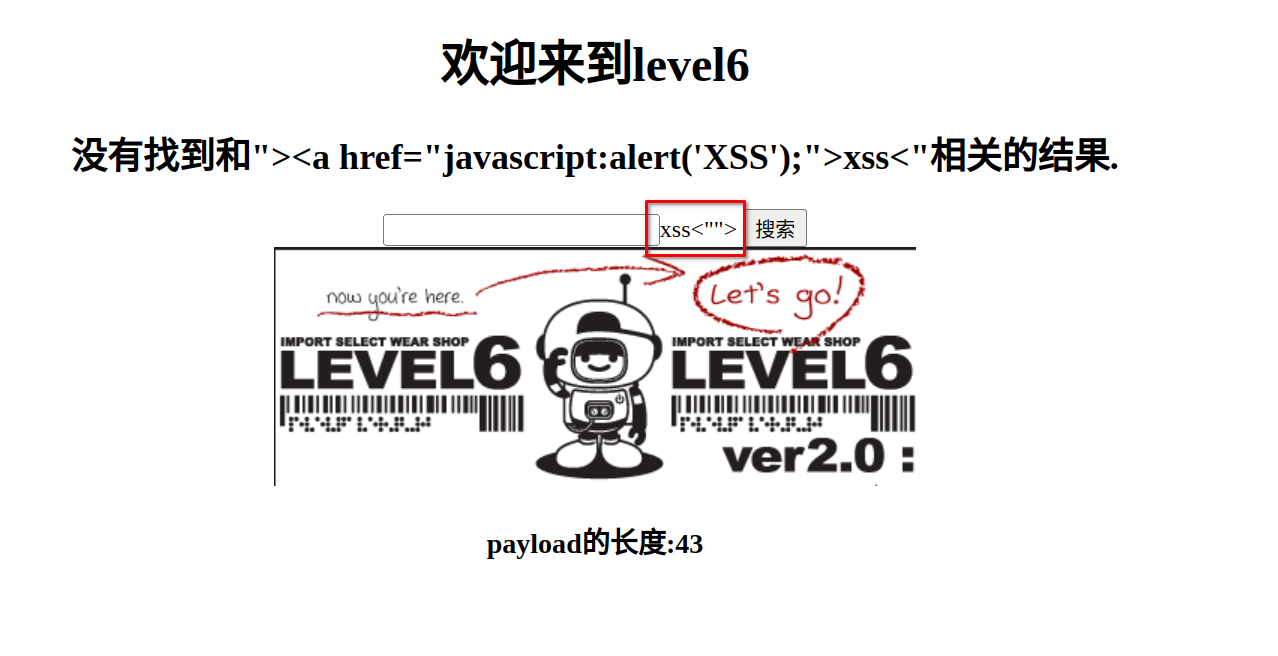 欢迎来到level6
没有找到和"><a href="javascript:alert('XSS');">xss<"相关的结果.
xss<""> 搜索
now you're here. Let's go!
IMPORT SELECT WEAR SHOP IMPORT SELECT WEAR SHOP
LEVEL6 LEVEL6
ver2.0 :
payload的长度:43